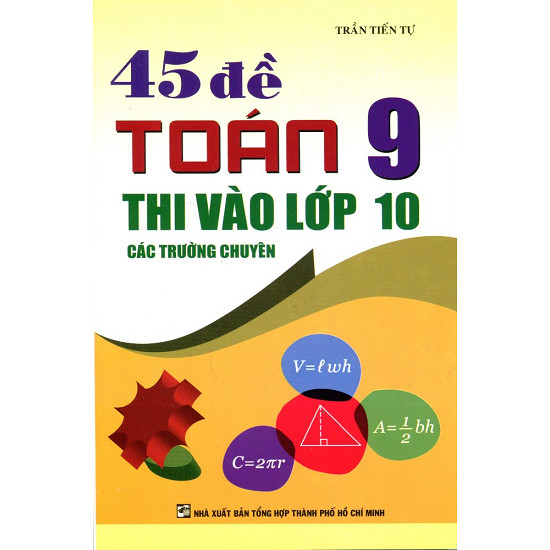 TRẦN TIẾN TỰ
45 đề
TOÁN 9
THI VÀO LỚP 10
CÁC TRƯỜNG CHUYÊN
V=ℓwh
A=½bh
C=2πr
NHÀ XUẤT BẢN TỔNG HỢP THÀNH PHỐ HỒ CHÍ MINH